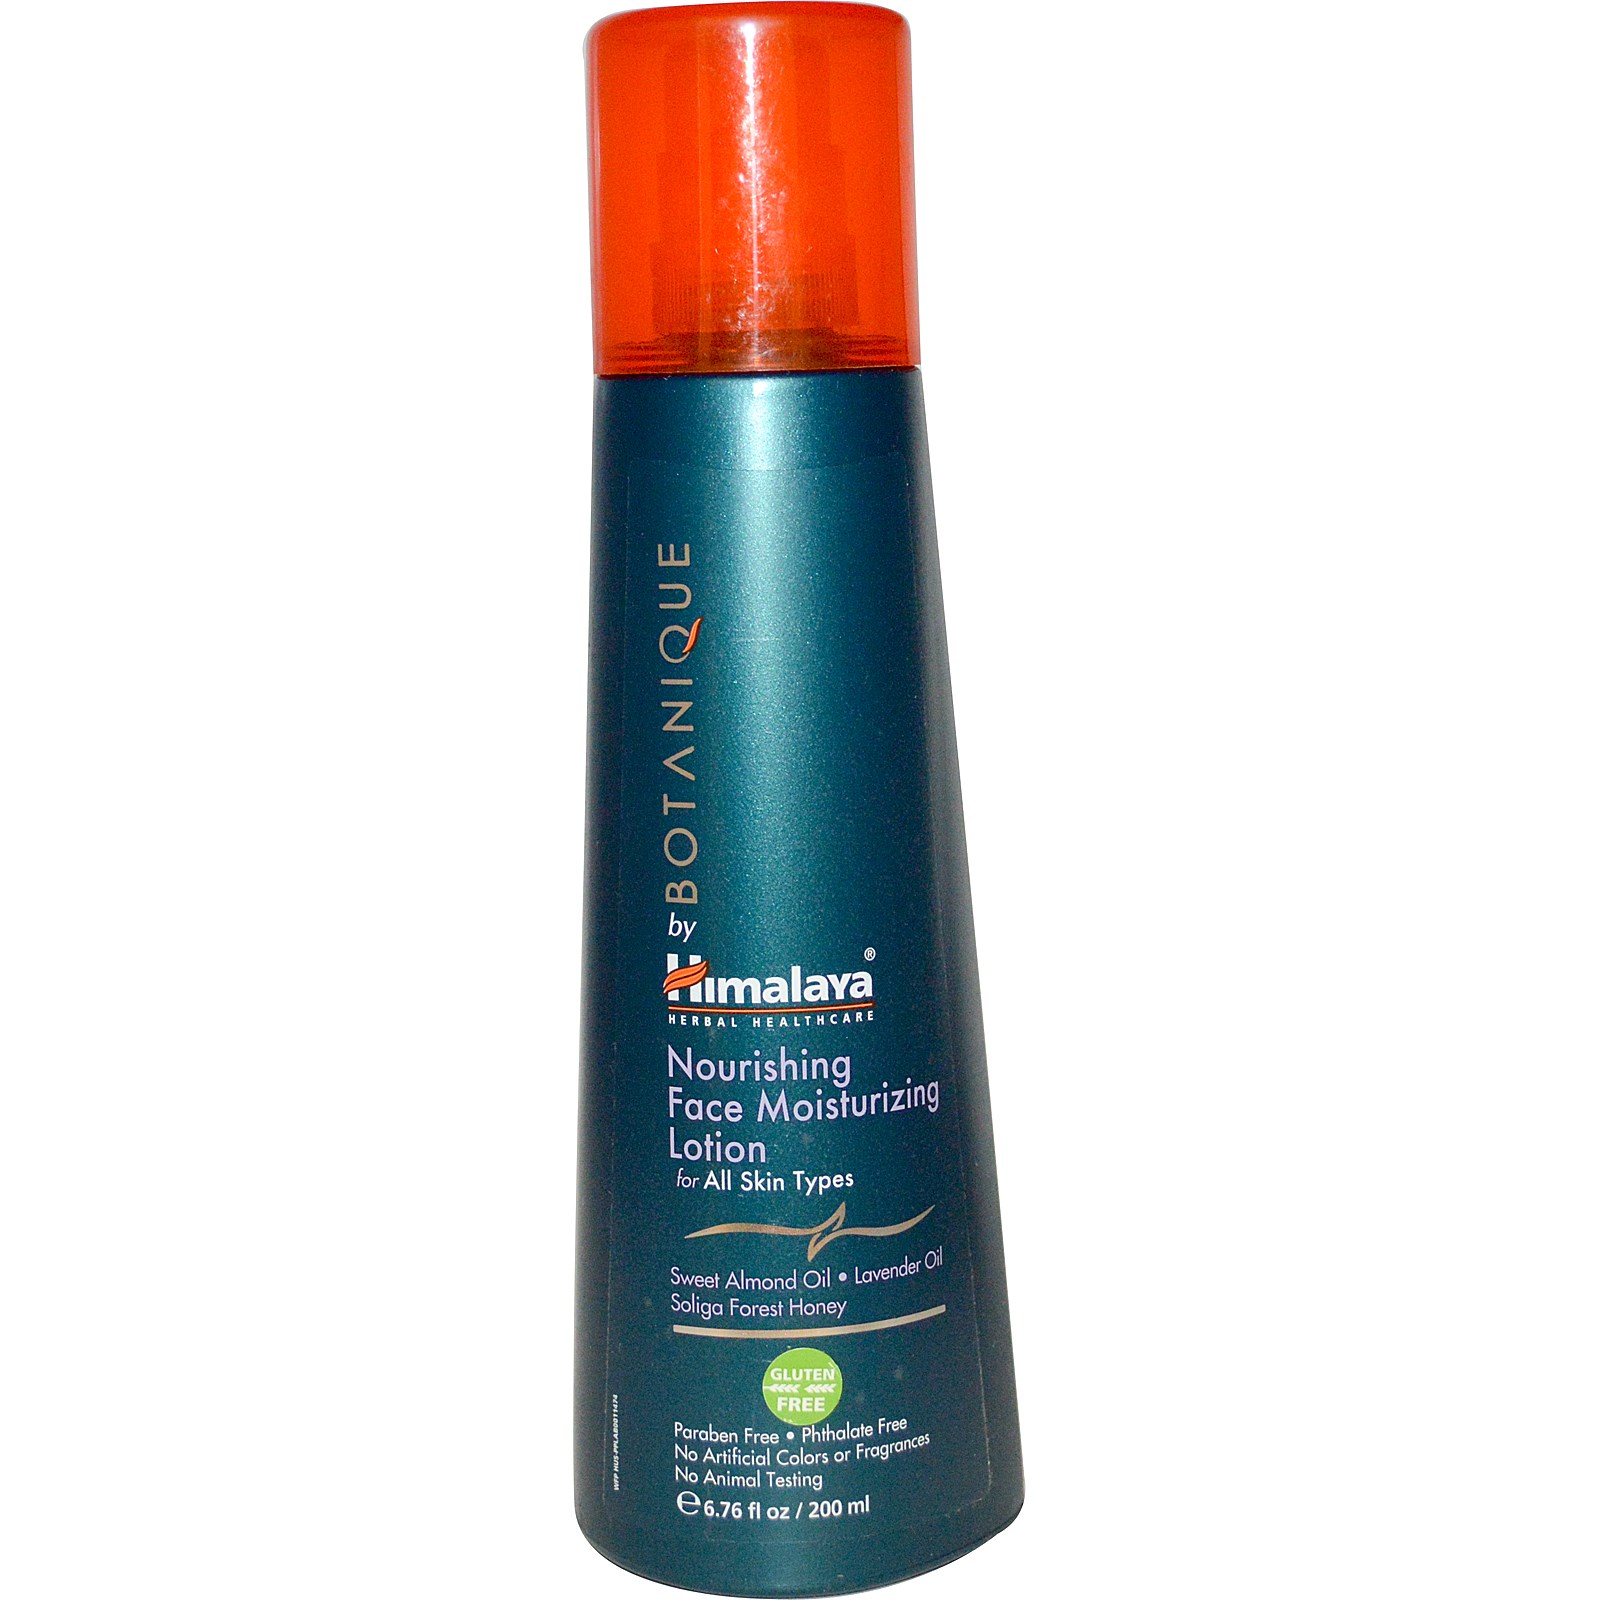 BOTANIQUE
by
Himalaya®
HERBAL HEALTHCARE
Nourishing
Face Moisturizing
Lotion
for All Skin Types
Sweet Almond Oil • Lavender Oil
Soliga Forest Honey
GLUTEN
FREE
Paraben Free • Phthalate Free
No Artificial Colors or Fragrances
No Animal Testing
℮ 6.76 fl oz / 200 ml